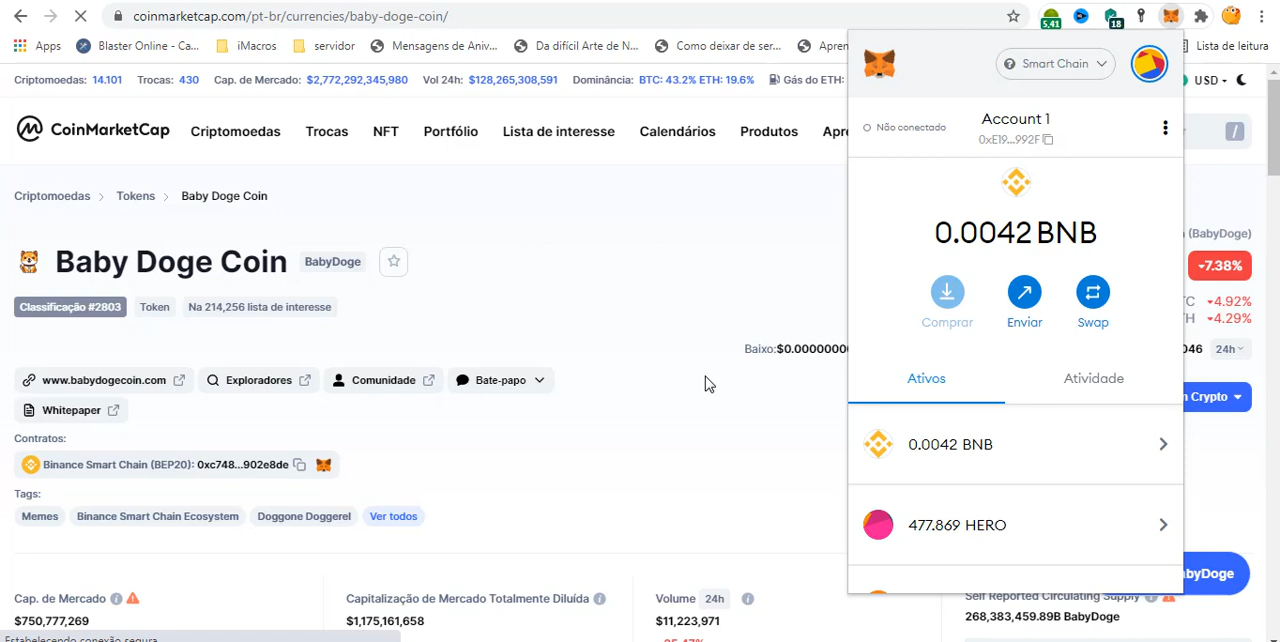 coinmarketcap.com/pt-br/currencies/baby-doge-coin/
5,41
18
Apps
Blaster Online - Ca...
iMacros
servidor
Mensagens de Aniv...
Da difícil Arte de N...
Como deixar de ser...
Apren
Lista de leitura
Criptomoedas: 14.101
Trocas: 430
Cap. de Mercado: $2,772,292,345,980
Vol 24h: $128,265,308,591
Dominância: BTC: 43.2% ETH: 19.6%
Gás do ETH:
USD
CoinMarketCap
Criptomoedas
Trocas
NFT
Portfólio
Lista de interesse
Calendários
Produtos
Apre
/
Criptomoedas
Tokens
Baby Doge Coin
Baby Doge Coin
BabyDoge
Classificação #2803
Token
Na 214,256 lista de interesse
Baixo:$0.0000000
www.babydogecoin.com
Exploradores
Comunidade
Bate-papo
Whitepaper
Contratos:
Binance Smart Chain (BEP20): 0xc748...902e8de
Tags:
Memes
Binance Smart Chain Ecosystem
Doggone Doggerel
Ver todos
Cap. de Mercado
$750,777,269
Capitalização de Mercado Totalmente Diluída
$1,175,161,658
Volume 24h
$11,223,971
Self Reported Circulating Supply
268,383,459.89B BabyDoge
(BabyDoge)
7.38%
4.92%
4.29%
046
24h
Crypto
byDoge
Smart Chain
Não conectado
Account 1
0xE19...992F
0.0042 BNB
Comprar
Enviar
Swap
Ativos
Atividade
0.0042 BNB
477.869 HERO
Estabelecendo conexão segura